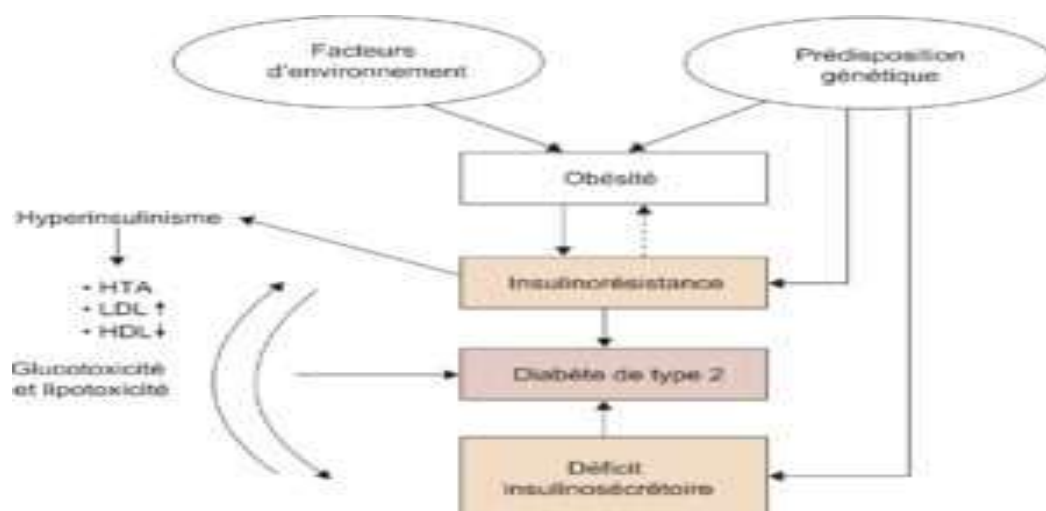 Facteurs
d'environnement
Prédisposition
génétique
Obésité
Hyperinsulinisme
Insulinorésistance
• HTA
• LDL ↑
• HDL ↓
Glucotoxicité
et lipotoxicité
Diabète de type 2
Déficit
insulinosécrétoire